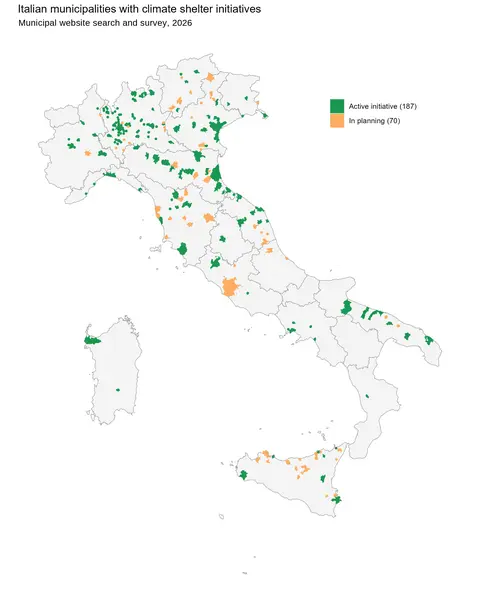 Italian municipalities with climate shelter initiatives
Municipal website search and survey, 2026
Active initiative (187)
In planning (70)